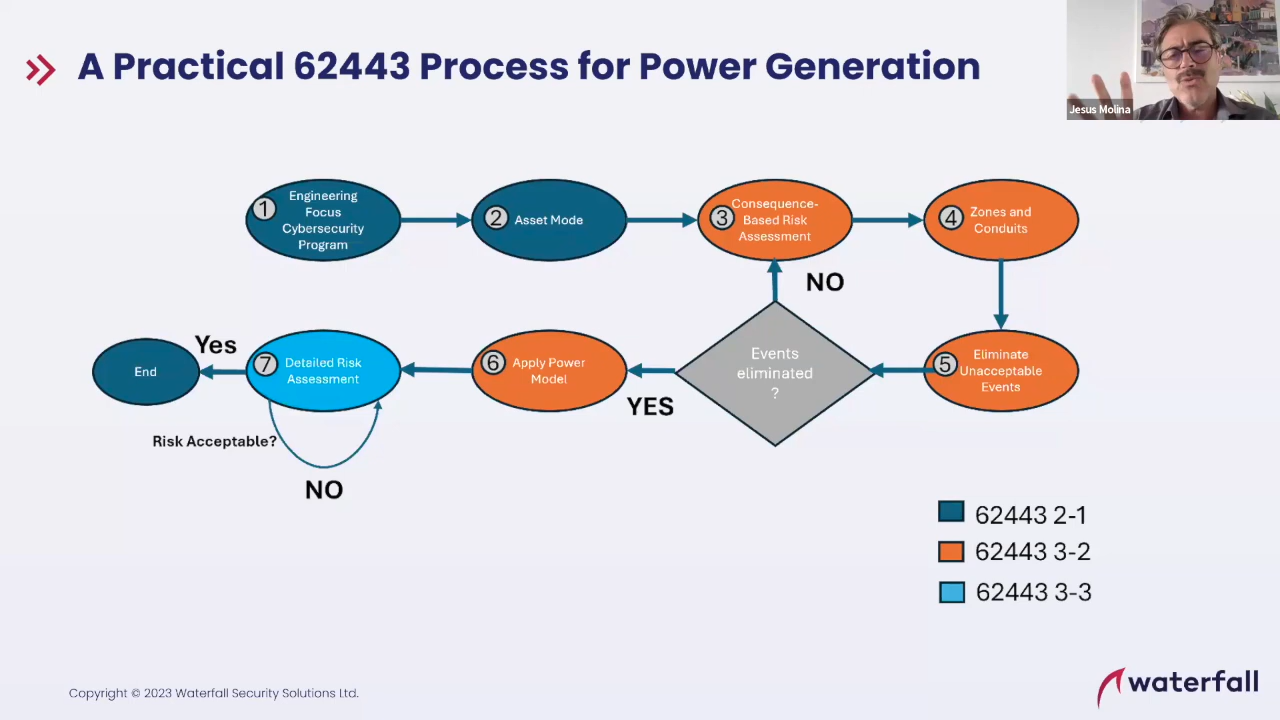 A Practical 62443 Process for Power Generation
Jesus Molina
1
Engineering
Focus
Cybersecurity
Program
2
Asset Mode
3
Consequence-
Based Risk
Assessment
4
Zones and
Conduits
NO
Yes
End
7
Detailed Risk
Assessment
6
Apply Power
Model
YES
Events
eliminated
?
5
Eliminate
Unacceptable
Events
Risk Acceptable?
NO
62443 2-1
62443 3-2
62443 3-3
Copyright © 2023 Waterfall Security Solutions Ltd.
waterfall